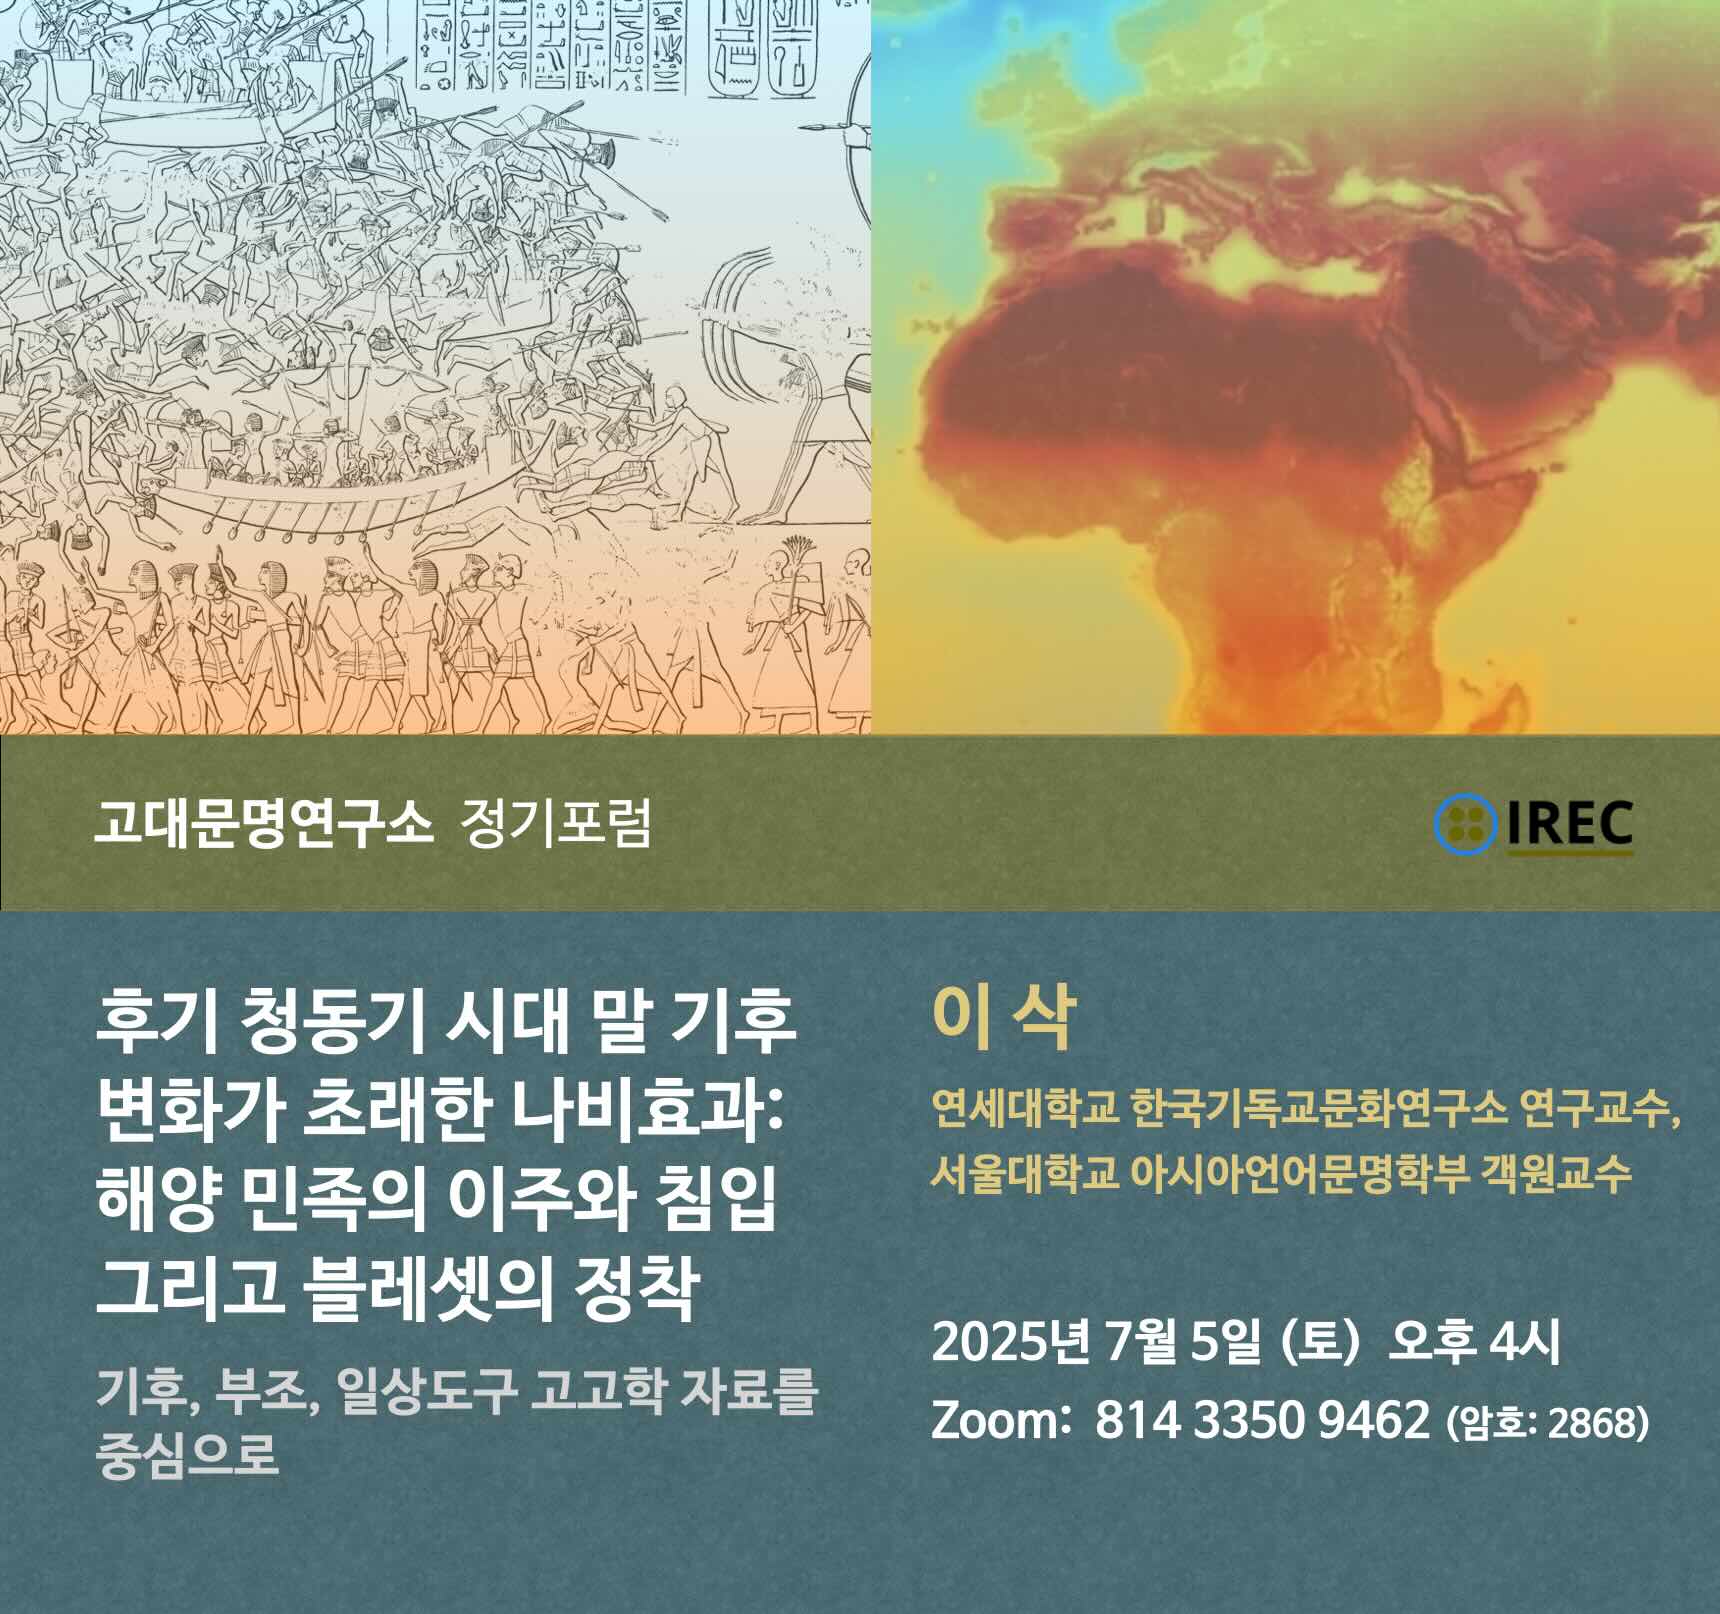 고대문명연구소 정기포럼
IREC
후기 청동기 시대 말 기후
변화가 초래한 나비효과:
해양 민족의 이주와 침입
그리고 블레셋의 정착
기후, 부조, 일상도구 고고학 자료를
중심으로
이 삭
연세대학교 한국기독교문화연구소 연구교수,
서울대학교 아시아언어문명학부 객원교수
2025년 7월 5일 (토) 오후 4시
Zoom: 814 3350 9462 (암호: 2868)